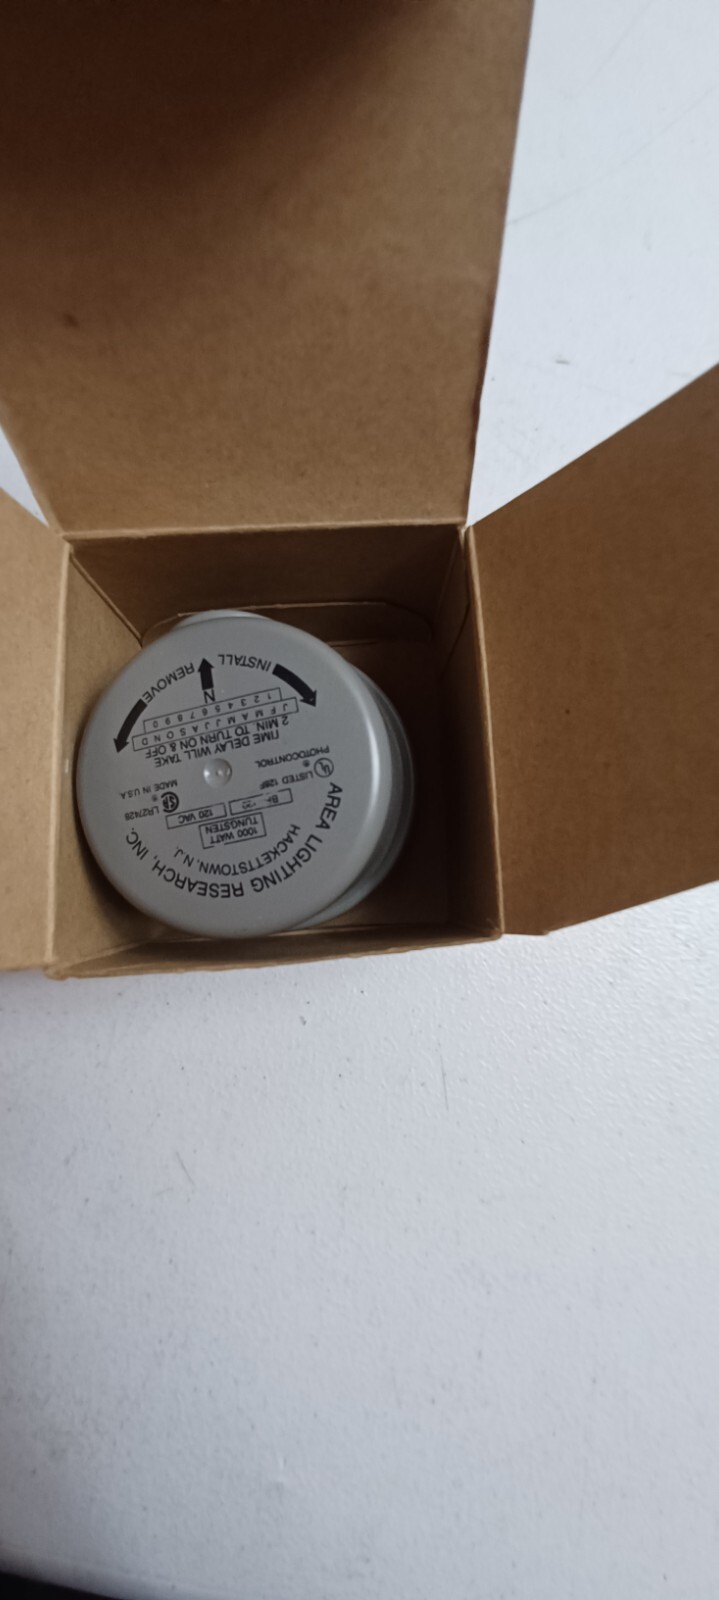 AREA LIGHTING RESEARCH, INC.
HACKETTSTOWN, N.J.
1000 WATT
TUNGSTEN
120 VAC
LR27428
LISTED
PHOTOCONTROL
MADE IN U.S.A
TIME DELAY WILL TAKE
2 MIN. TO TURN ON & OFF
J F M A M J J A S O N D
1 2 3 4 5 6 7 8 9 0
N
INSTALL
REMOVE